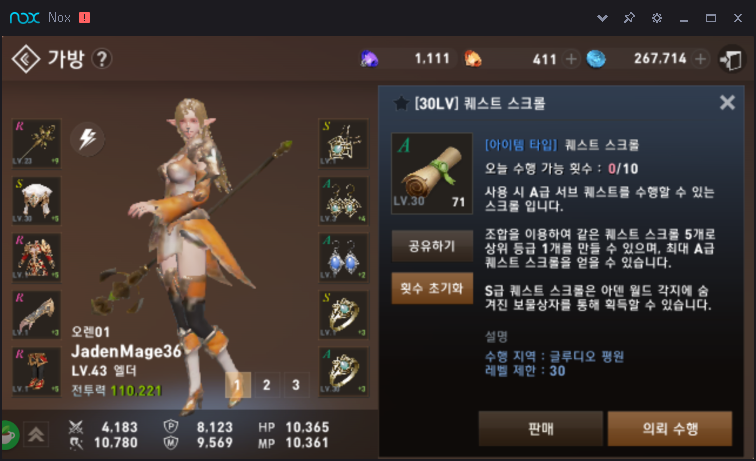 nox Nox
가방 ?
1,111 411 267,714
[30LV] 퀘스트 스크롤
R LV.23 +9
S LV.30 +5
R LV.1
R LV.1 +3
R LV.1 +5
S LV.1 +3
A LV.1 +4
A LV.1 +2
S LV.1 +3
A LV.30 +3
A LV.30 71
[아이템 타입] 퀘스트 스크롤
오늘 수행 가능 횟수 : 0/10
사용 시 A급 서브 퀘스트를 수행할 수 있는
스크롤 입니다.
조합을 이용하여 같은 퀘스트 스크롤 5개로
상위 등급 1개를 만들 수 있으며, 최대 A급
퀘스트 스크롤을 얻을 수 있습니다.
S급 퀘스트 스크롤은 아덴 월드 각지에 숨
겨진 보물상자를 통해 획득할 수 있습니다.
설명
수행 지역 : 글루디오 평원
레벨 제한 : 30
공유하기
횟수 초기화
판매
의뢰 수행
오렌01
JadenMage36
LV.43 엘더
전투력 110,221
1 2 3
4,183 P 8,123 HP 10,365
10,780 M 9,569 MP 10,361